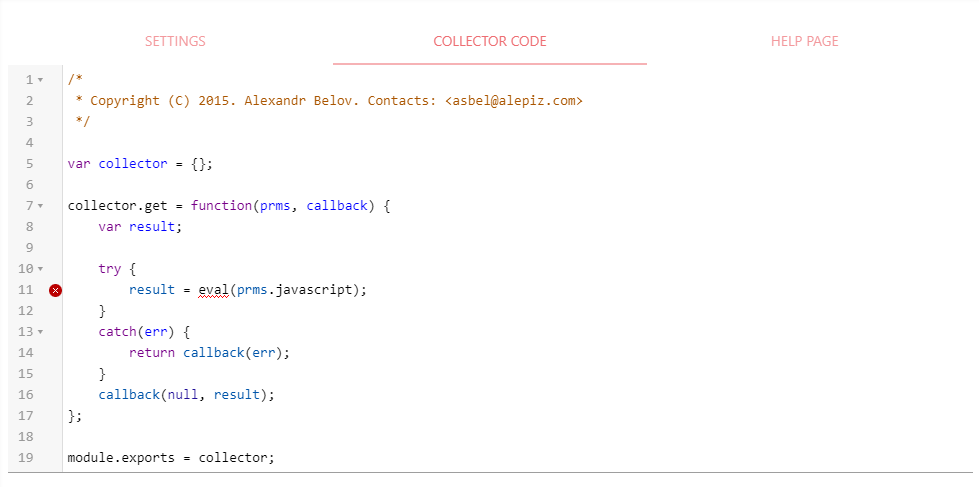 SETTINGS COLLECTOR CODE HELP PAGE
1 /*
2  * Copyright (C) 2015. Alexandr Belov. Contacts: <asbel@alepiz.com>
3  */
4
5 var collector = {};
6
7 collector.get = function(prms, callback) {
8     var result;
9
10     try {
11         result = eval(prms.javascript);
12     }
13     catch(err) {
14         return callback(err);
15     }
16     callback(null, result);
17 };
18
19 module.exports = collector;